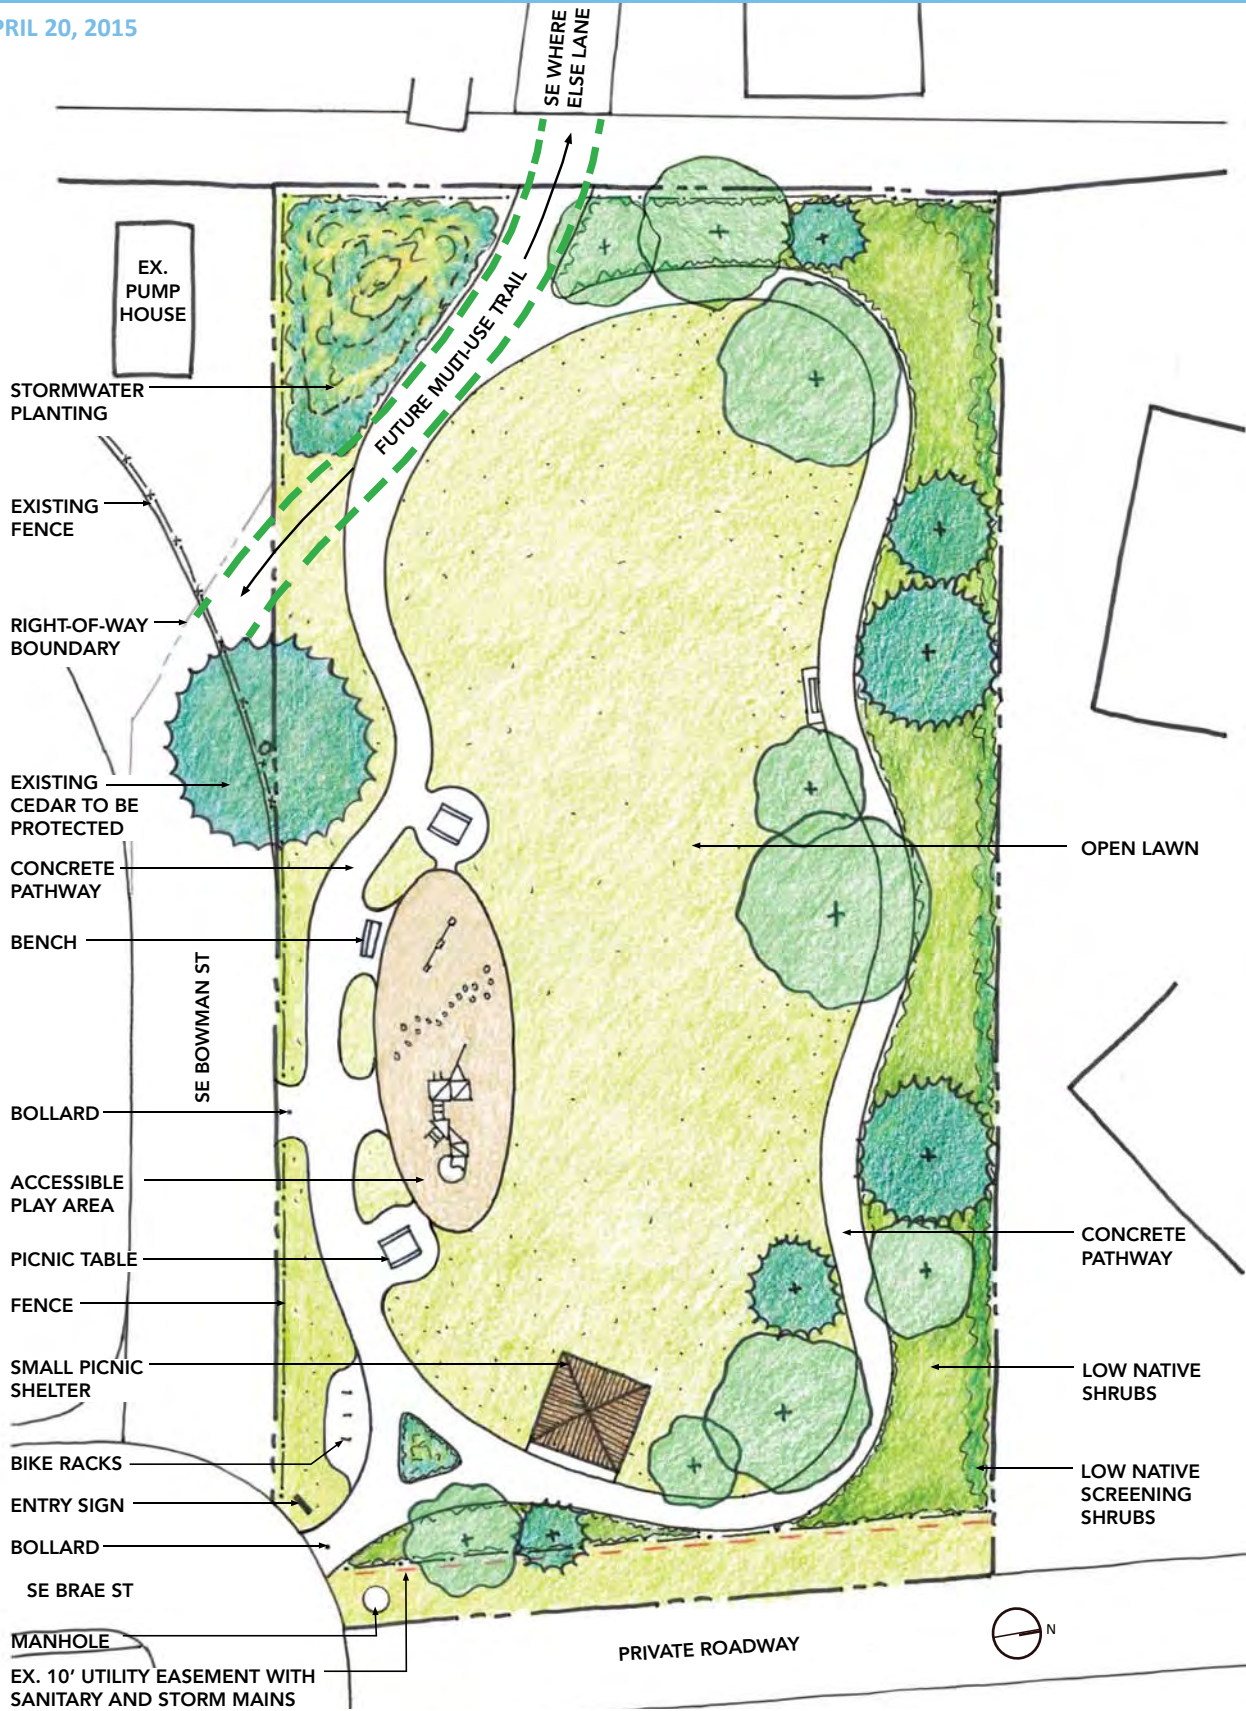 PRIL 20, 2015
SE WHERE
ELSE LANE
EX.
PUMP
HOUSE
FUTURE MULTI-USE TRAIL
STORMWATER
PLANTING
EXISTING
FENCE
RIGHT-OF-WAY
BOUNDARY
EXISTING
CEDAR TO BE
PROTECTED
CONCRETE
PATHWAY
BENCH
SE BOWMAN ST
BOLLARD
ACCESSIBLE
PLAY AREA
PICNIC TABLE
FENCE
SMALL PICNIC
SHELTER
BIKE RACKS
ENTRY SIGN
BOLLARD
SE BRAE ST
MANHOLE
EX. 10' UTILITY EASEMENT WITH
SANITARY AND STORM MAINS
OPEN LAWN
CONCRETE
PATHWAY
LOW NATIVE
SHRUBS
LOW NATIVE
SCREENING
SHRUBS
PRIVATE ROADWAY
N